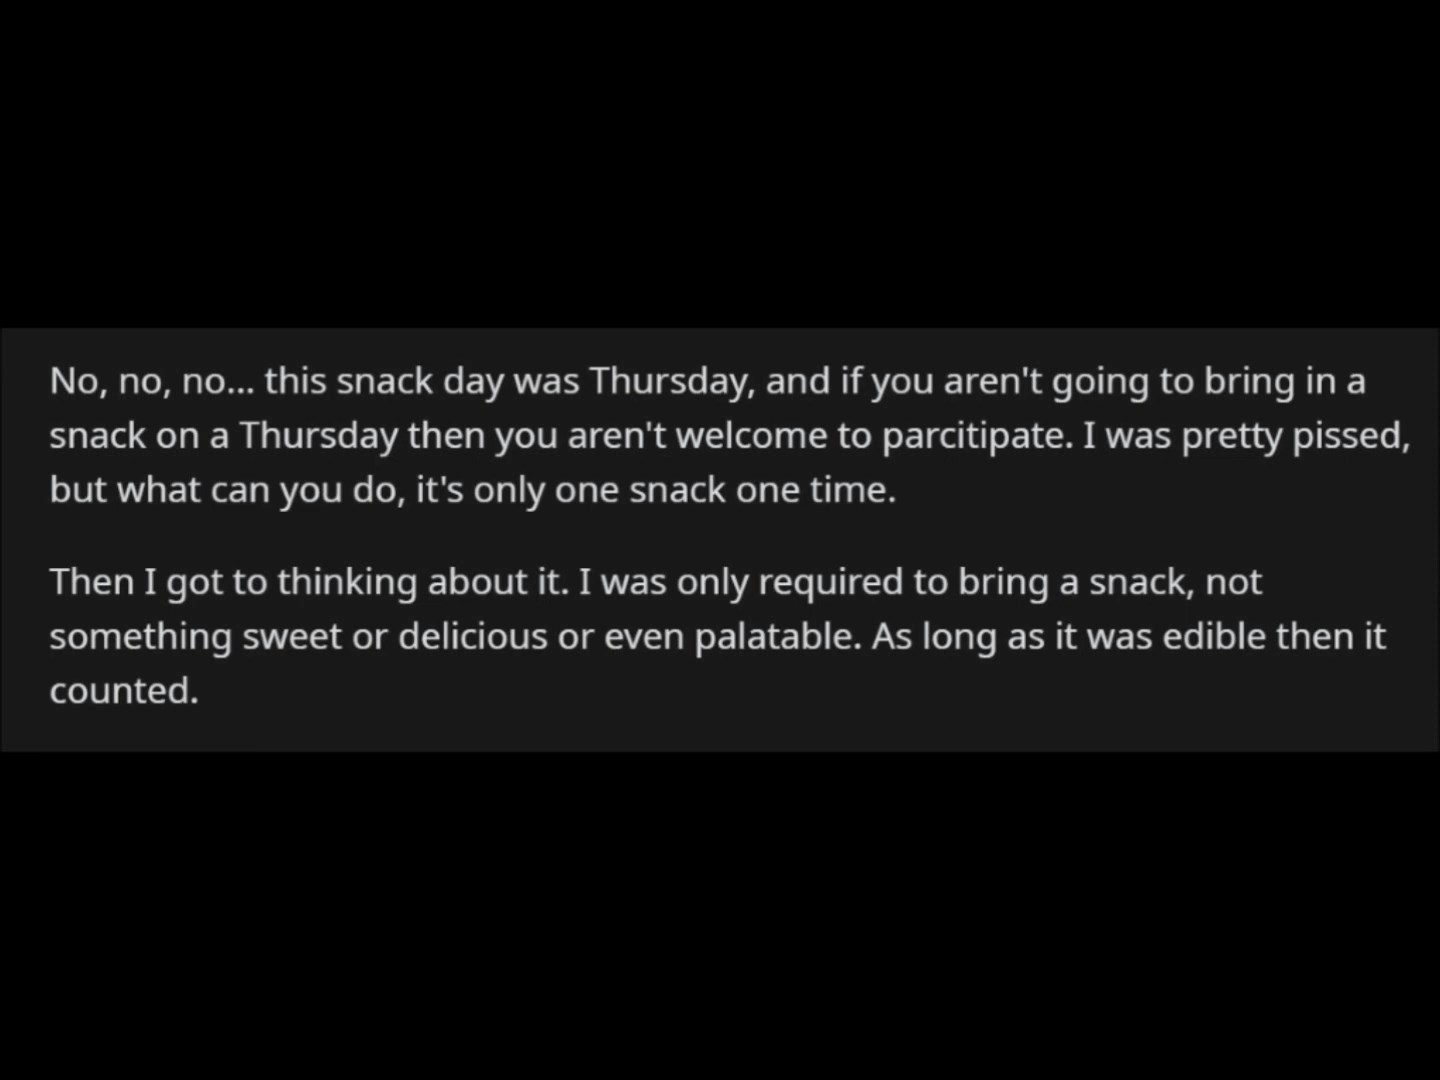 No, no, no... this snack day was Thursday, and if you aren't going to bring in a
snack on a Thursday then you aren't welcome to parcitipate. I was pretty pissed,
but what can you do, it's only one snack one time.
Then I got to thinking about it. I was only required to bring a snack, not
something sweet or delicious or even palatable. As long as it was edible then it
counted.